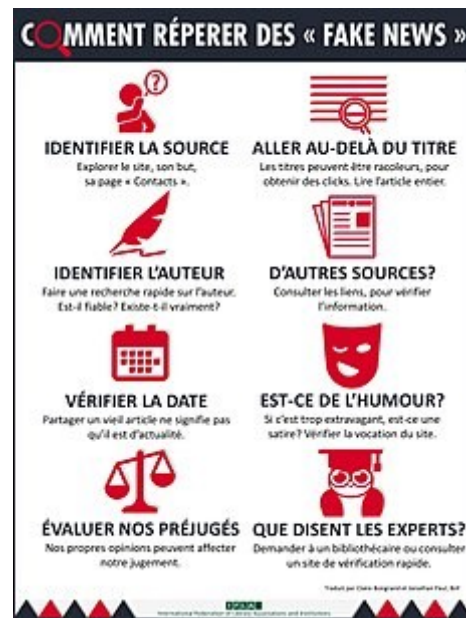 COMMENT RÉPERER DES « FAKE NEWS »
IDENTIFIER LA SOURCE
Explorer le site, son but,
sa page « Contacts ».
ALLER AU-DELÀ DU TITRE
Les titres peuvent être racoleurs, pour
obtenir des clicks. Lire l'article entier.
IDENTIFIER L'AUTEUR
Faire une recherche rapide sur l'auteur.
Est-il fiable? Existe-t-il vraiment?
D'AUTRES SOURCES?
Consulter les liens, pour vérifier
l'information.
VÉRIFIER LA DATE
Partager un vieil article ne signifie pas
qu'il est d'actualité.
EST-CE DE L'HUMOUR?
Si c'est trop extravagant, est-ce une
satire? Vérifier la vocation du site.
ÉVALUER NOS PRÉJUGÉS
Nos propres opinions peuvent affecter
notre jugement.
QUE DISENT LES EXPERTS?
Demander à un bibliothécaire ou consulter
un site de vérification rapide.
Traduit par
IFLA
International Federation of Library Associations and Institutions